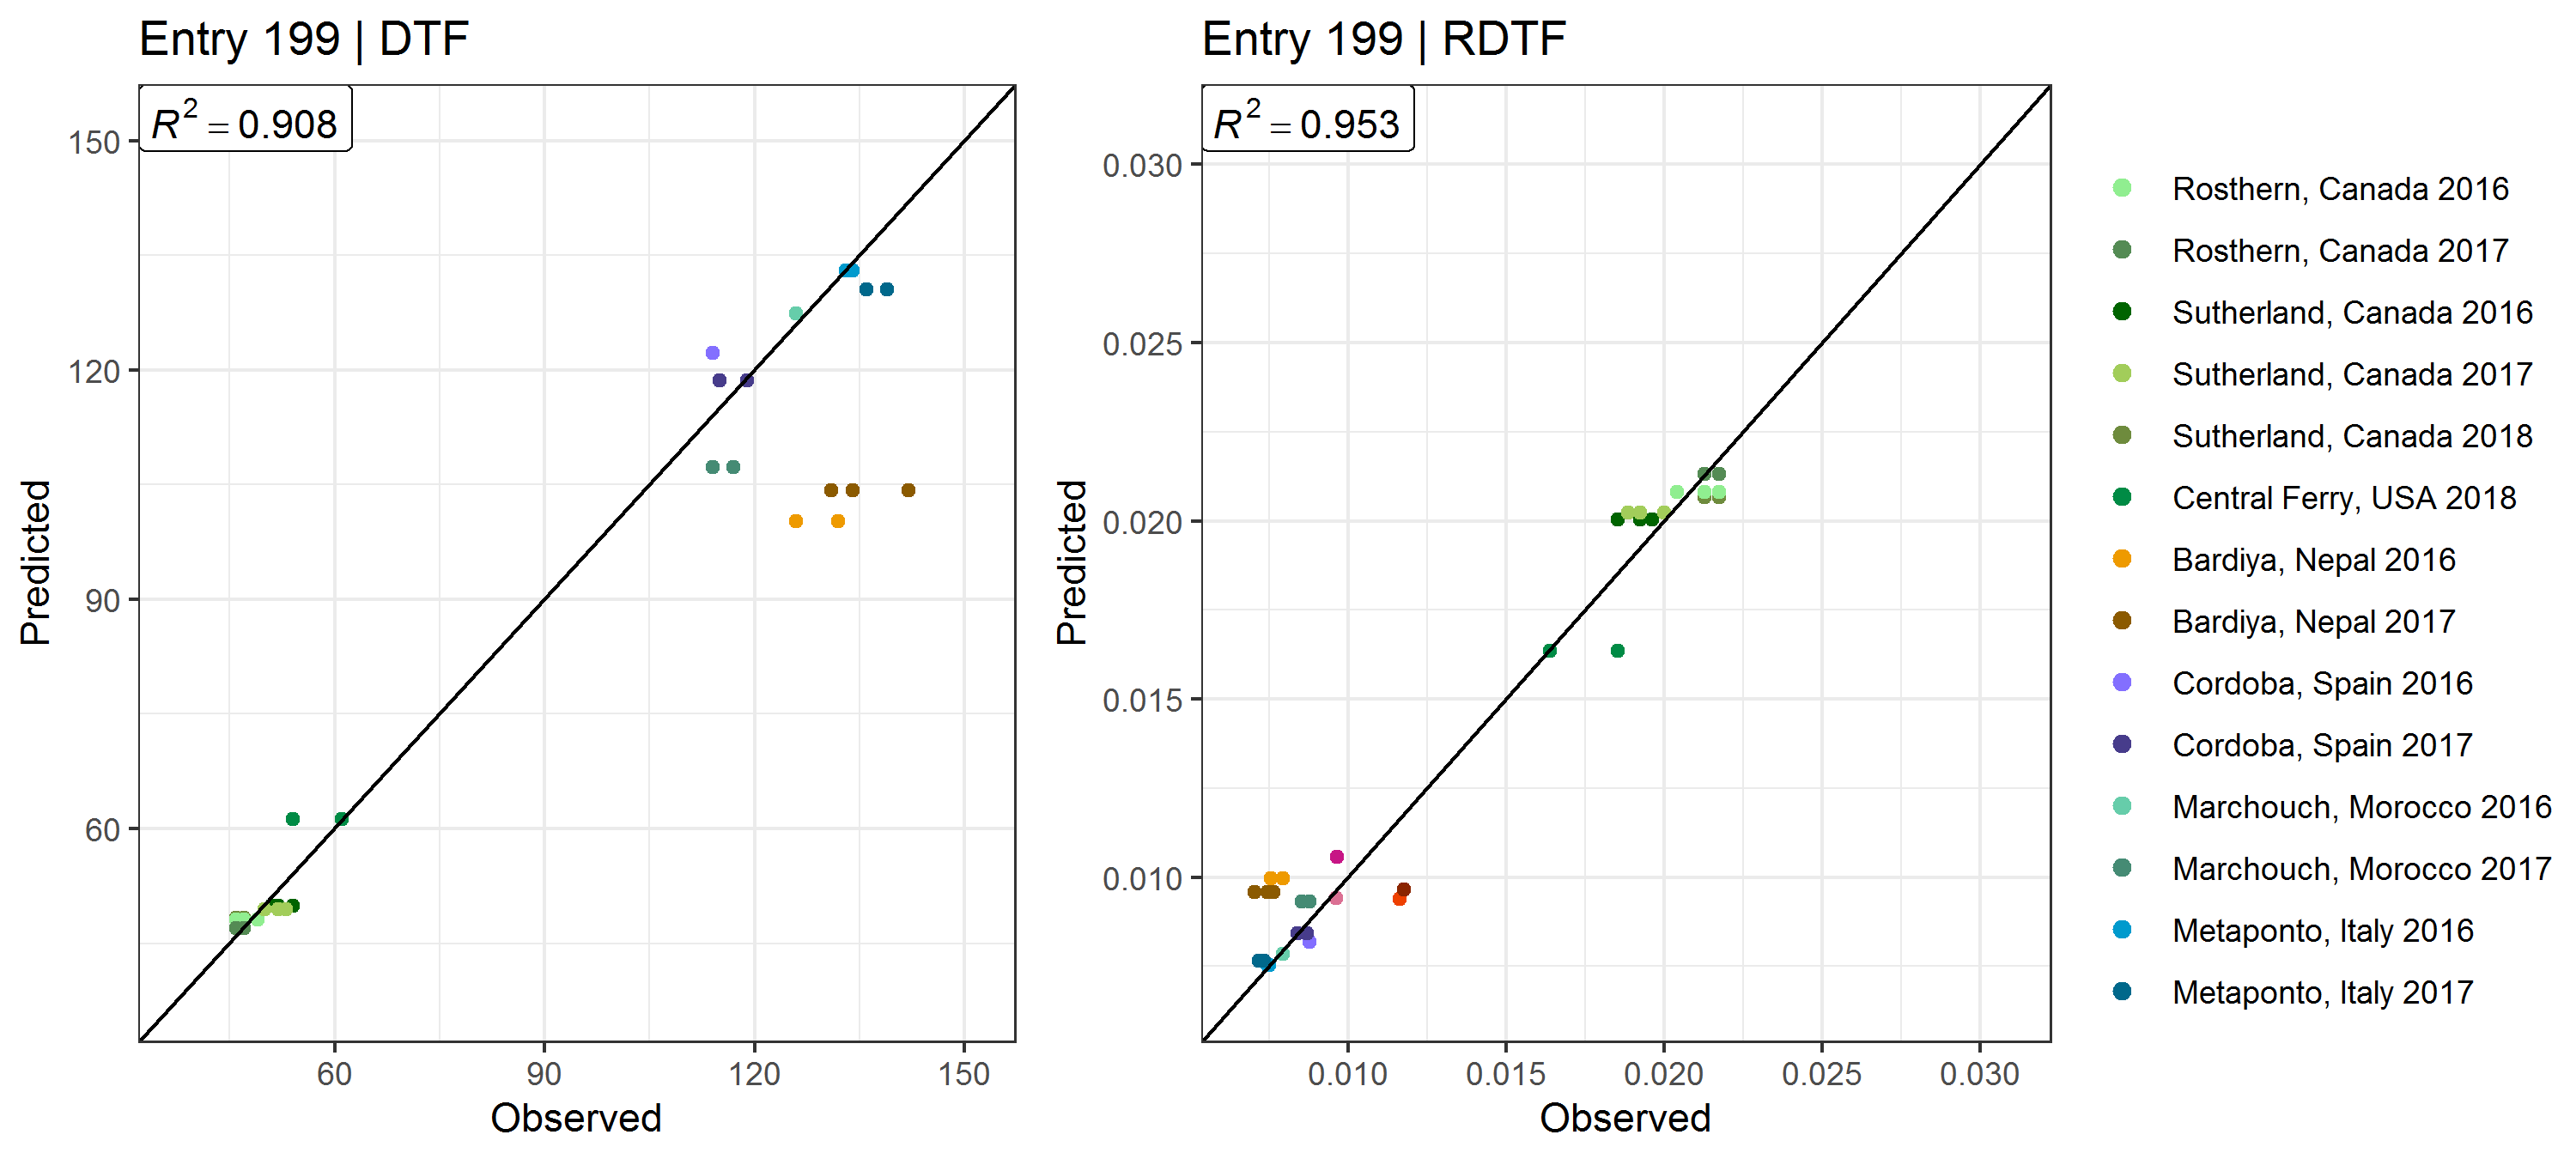 Entry 199 | DTF
R² = 0.908
150
120
90
60
Predicted
60 90 120 150
Observed
Entry 199 | RDTF
R² = 0.953
0.030
0.025
0.020
0.015
0.010
Predicted
0.010 0.015 0.020 0.025 0.030
Observed
Rosthern, Canada 2016
Rosthern, Canada 2017
Sutherland, Canada 2016
Sutherland, Canada 2017
Sutherland, Canada 2018
Central Ferry, USA 2018
Bardiya, Nepal 2016
Bardiya, Nepal 2017
Cordoba, Spain 2016
Cordoba, Spain 2017
Marchouch, Morocco 2016
Marchouch, Morocco 2017
Metaponto, Italy 2016
Metaponto, Italy 2017